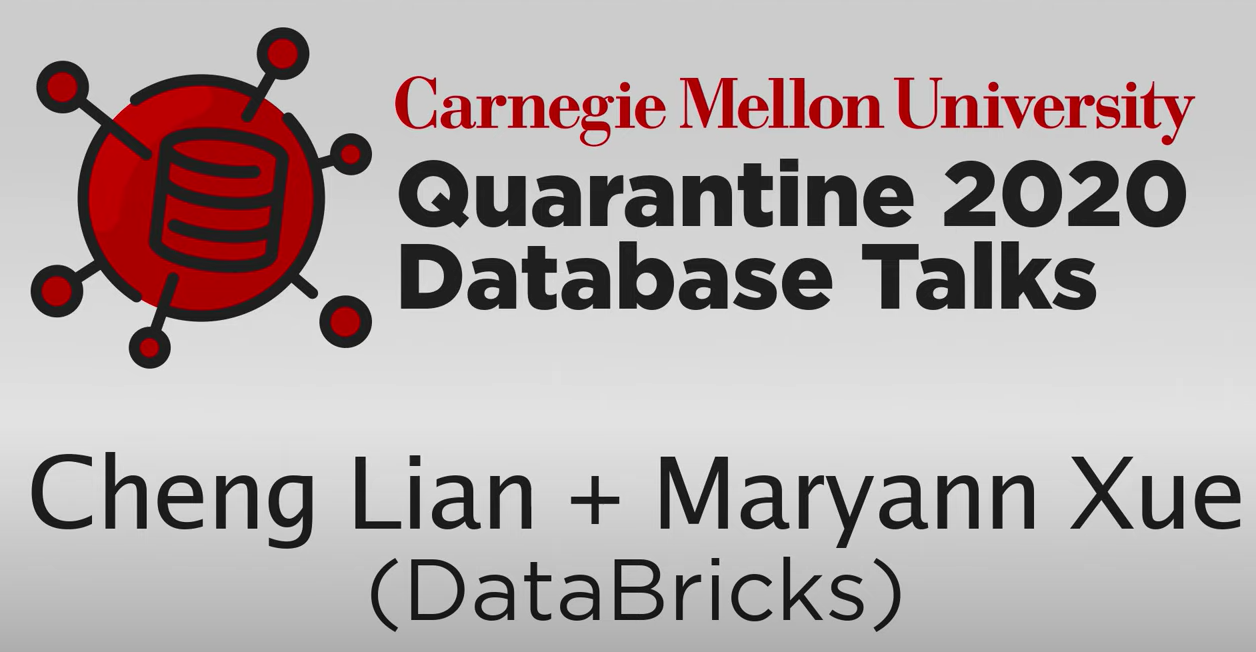 Carnegie Mellon University
Quarantine 2020
Database Talks
Cheng Lian + Maryann Xue
(DataBricks)